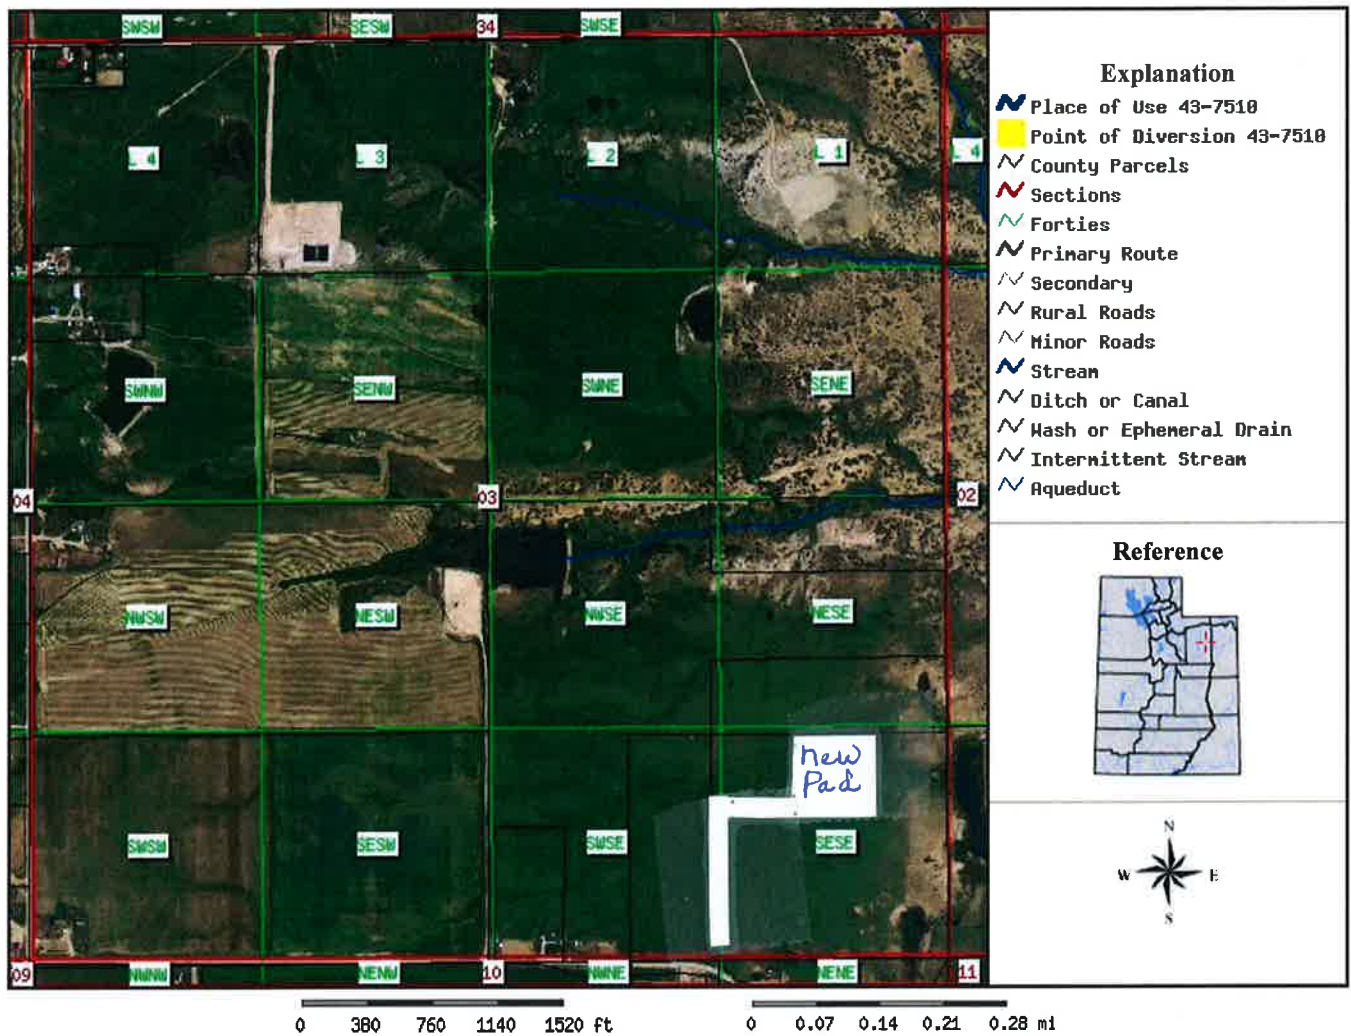 SWSW SESW 34 SWSE
L 4 L 3 L 2 L 1 L 4
SWNW SENW SWNE SENE
04 03 02
NWSW NESW NWSE NESE
New
Pad
SWSW SESW SWSE SESE
09 NWNW NENW 10 NWNE NENE 11
0 380 760 1140 1520 ft
0 0.07 0.14 0.21 0.28 mi
Explanation
Place of Use 43-7510
Point of Diversion 43-7510
County Parcels
Sections
Forties
Primary Route
Secondary
Rural Roads
Minor Roads
Stream
Ditch or Canal
Wash or Ephemeral Drain
Intermittent Stream
Aqueduct
Reference
N
W E
S